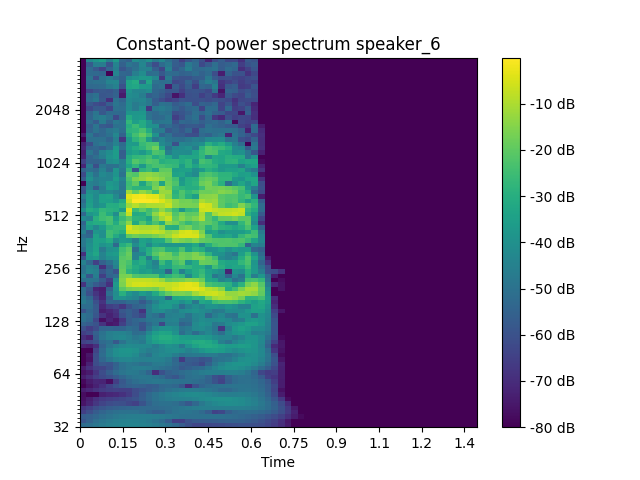 Constant-Q power spectrum speaker_6
Hz
2048
1024
512
256
128
64
32
0 0.15 0.3 0.45 0.6 0.75 0.9 1.1 1.2 1.4
Time
-10 dB
-20 dB
-30 dB
-40 dB
-50 dB
-60 dB
-70 dB
-80 dB